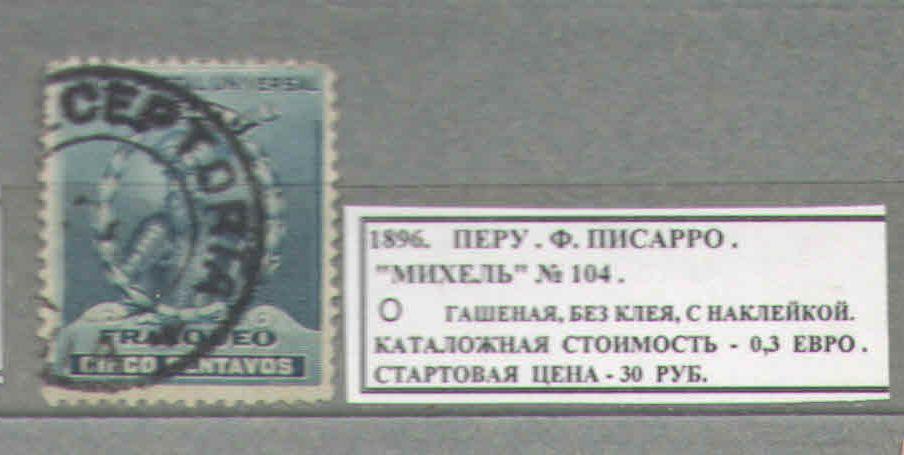 CEPTORIA
FRANQUEO
CINCO CENTAVOS
1896. ПЕРУ. Ф. ПИСАРРО.
"МИХЕЛЬ" № 104.
О ГАШЕНАЯ, БЕЗ КЛЕЯ, С НАКЛЕЙКОЙ.
КАТАЛОЖНАЯ СТОИМОСТЬ - 0,3 ЕВРО.
СТАРТОВАЯ ЦЕНА - 30 РУБ.